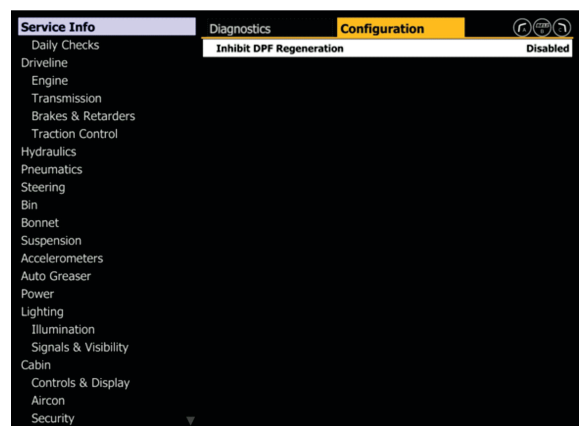 Service Info
Daily Checks
Driveline
Engine
Transmission
Brakes & Retarders
Traction Control
Hydraulics
Pneumatics
Steering
Bin
Bonnet
Suspension
Accelerometers
Auto Greaser
Power
Lighting
Illumination
Signals & Visibility
Cabin
Controls & Display
Aircon
Security
Diagnostics Configuration
Inhibit DPF Regeneration Disabled